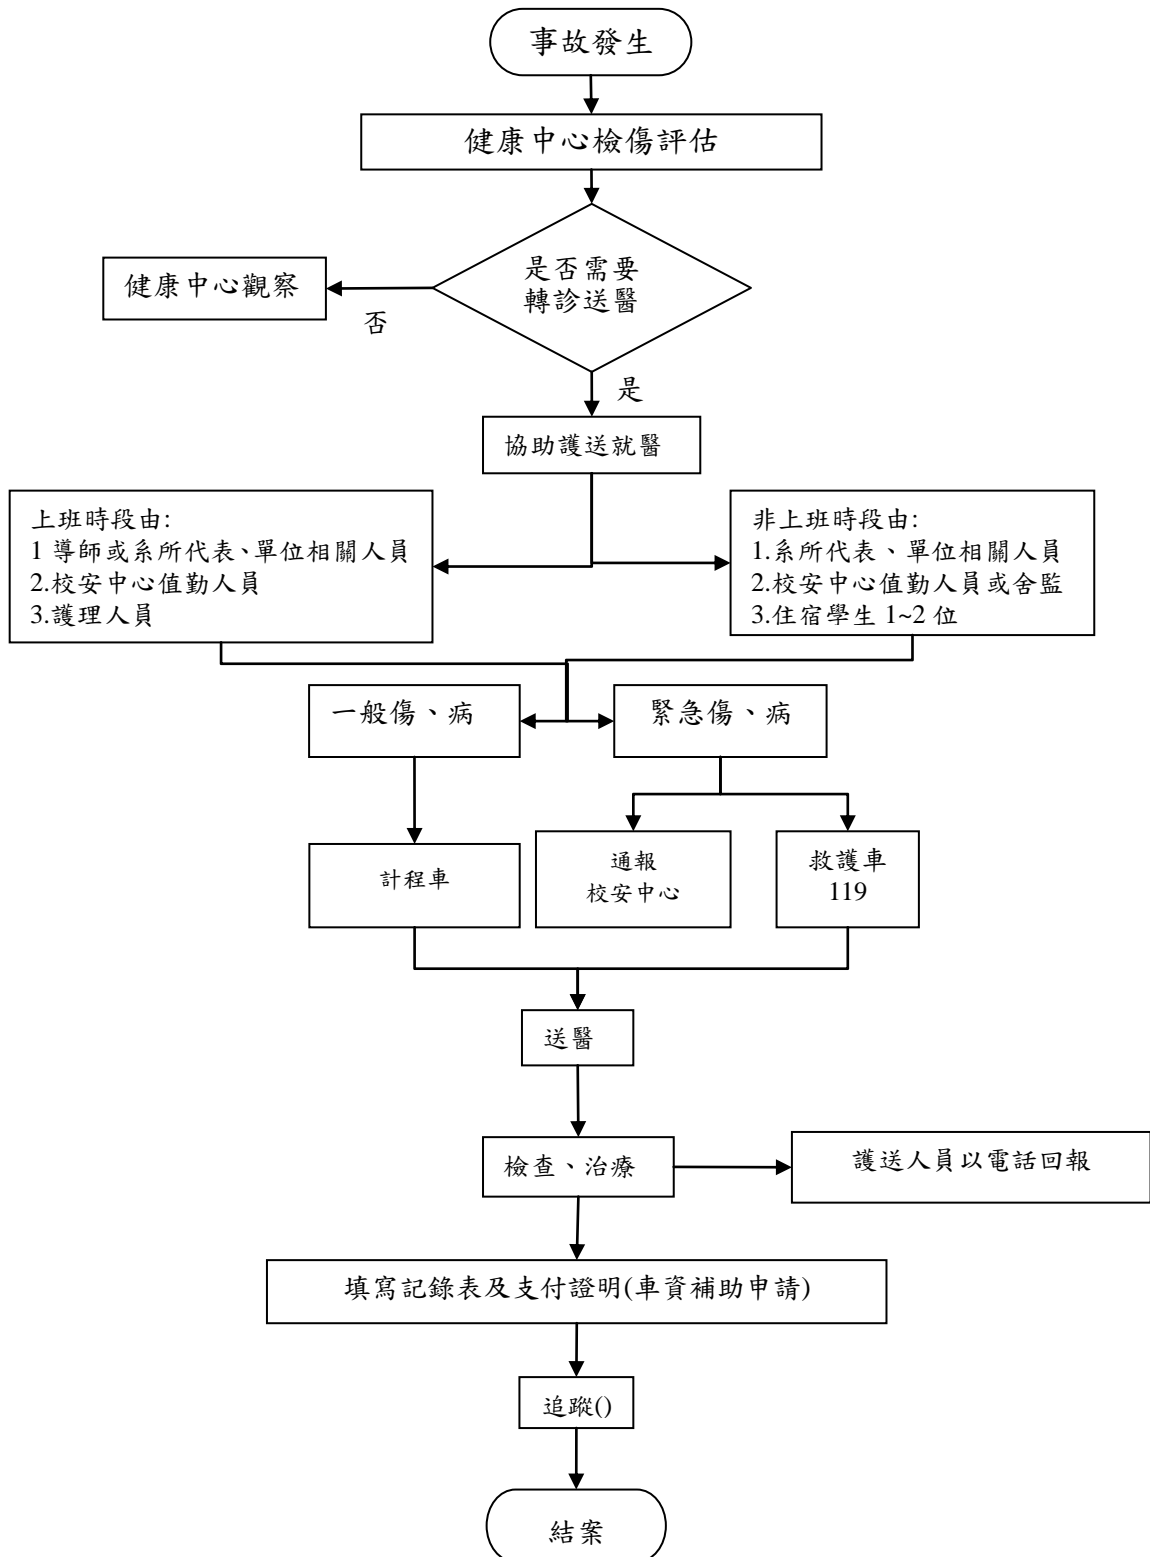 事故發生
健康中心檢傷評估
是否需要
轉診送醫
健康中心觀察
否
是
協助護送就醫
上班時段由:
1 導師或系所代表、單位相關人員
2.校安中心值勤人員
3.護理人員
非上班時段由:
1.系所代表、單位相關人員
2.校安中心值勤人員或舍監
3.住宿學生 1~2 位
一般傷、病
緊急傷、病
計程車
通報
校安中心
救護車
119
送醫
檢查、治療
護送人員以電話回報
填寫記錄表及支付證明(車資補助申請)
追蹤()
結案